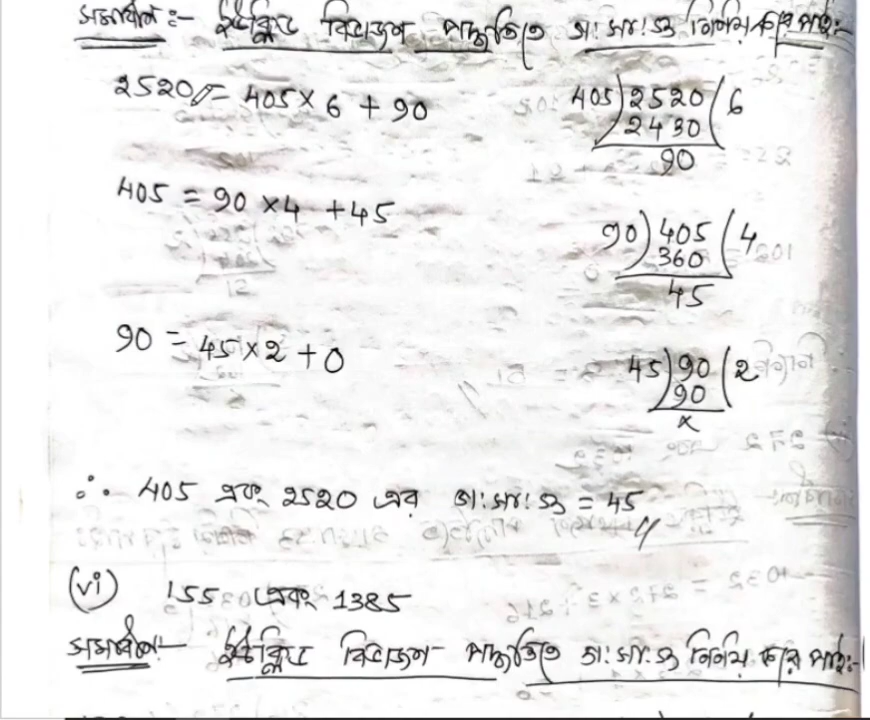 সমাধান :- ইউক্লিড বিভাজন পদ্ধতিতে গ:সা:উ নির্ণয় করে পাই:-
2520 = 405 × 6 + 90
405)2520(6
2430
90
405 = 90 × 4 + 45
90)405(4
360
45
90 = 45 × 2 + 0
45)90(2
90
×
∴ 405 এবং 2520 এর গ:সা:উ = 45
(vi) 155 এবং 1385
সমাধান:- ইউক্লিড বিভাজন পদ্ধতিতে গ:সা:উ নির্ণয় করে পাই:-